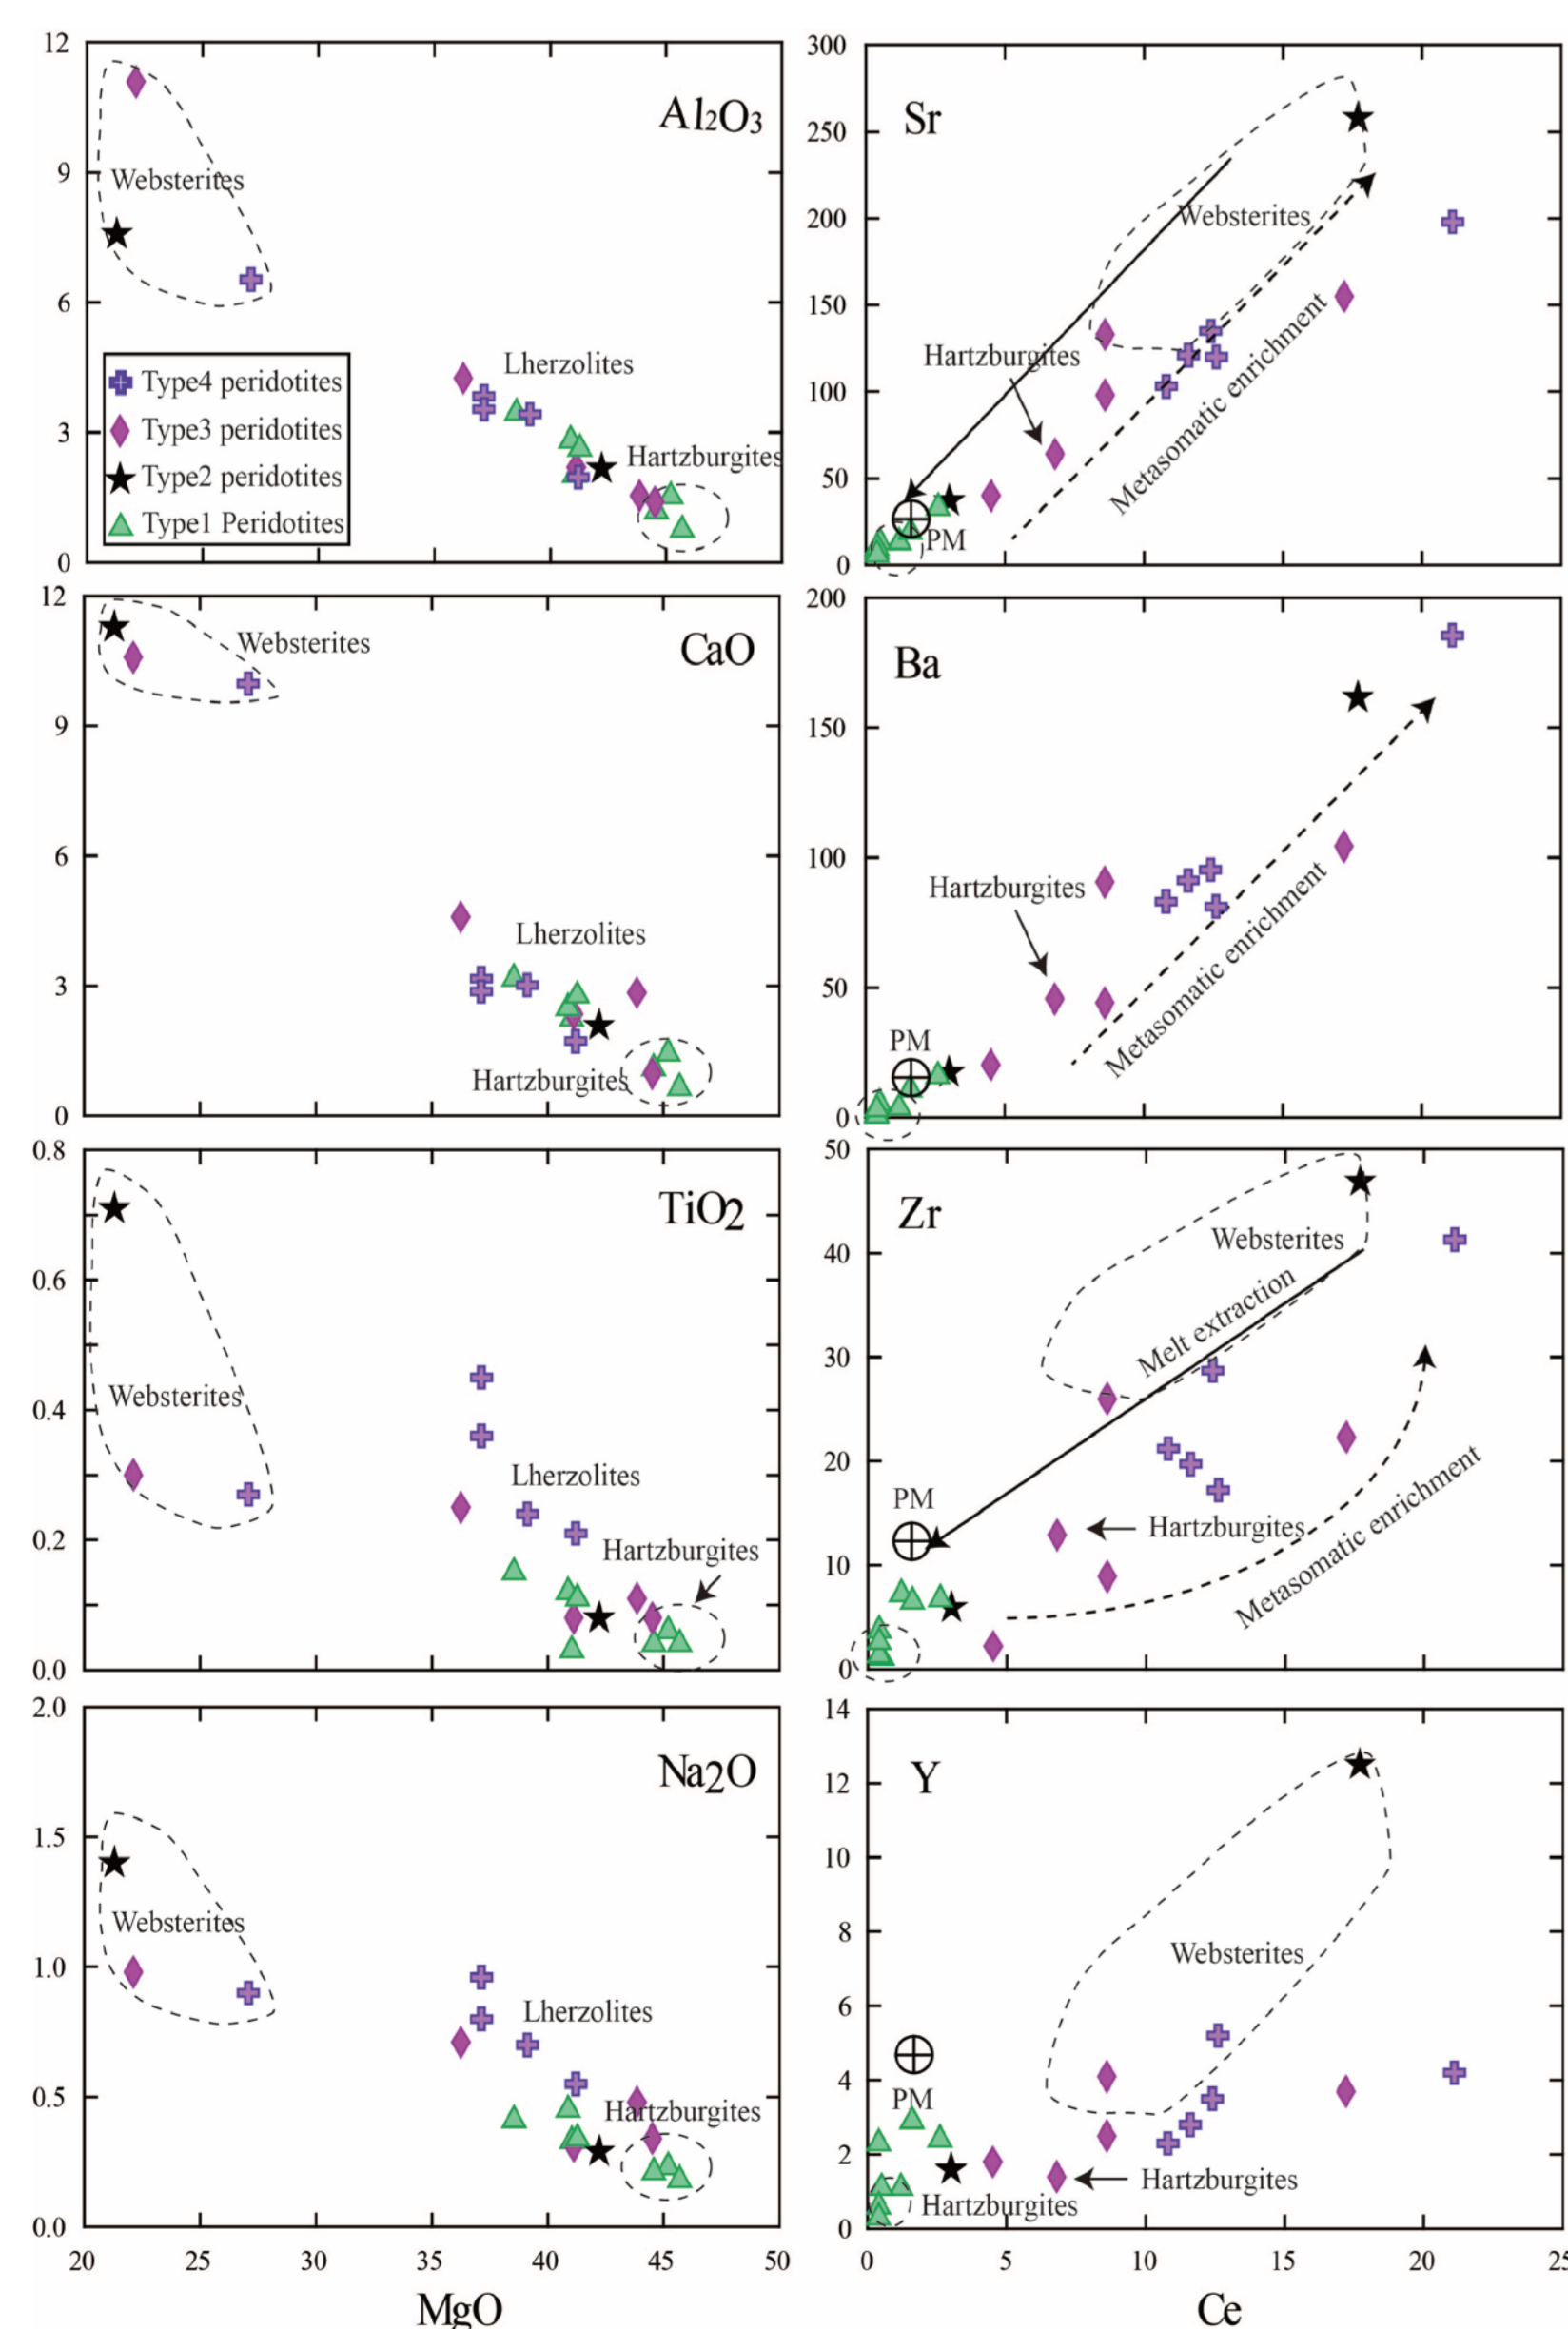 12
9
6
3
0
Al2O3
Websterites
Lherzolites
Hartzburgites
Type4 peridotites
Type3 peridotites
Type2 peridotites
Type1 Peridotites
300
250
200
150
100
50
0
Sr
Websterites
Hartzburgites
Metasomatic enrichment
PM
12
9
6
3
0
CaO
Websterites
Lherzolites
Hartzburgites
200
150
100
50
0
Ba
Hartzburgites
PM
Metasomatic enrichment
0.8
0.6
0.4
0.2
0.0
TiO2
Websterites
Lherzolites
Hartzburgites
50
40
30
20
10
0
Zr
Websterites
Melt extraction
PM
Hartzburgites
Metasomatic enrichment
2.0
1.5
1.0
0.5
0.0
Na2O
Websterites
Lherzolites
Hartzburgites
20 25 30 35 40 45 50
MgO
14
12
10
8
6
4
2
0
Y
Websterites
PM
Hartzburgites
Hartzburgites
0 5 10 15 20 25
Ce